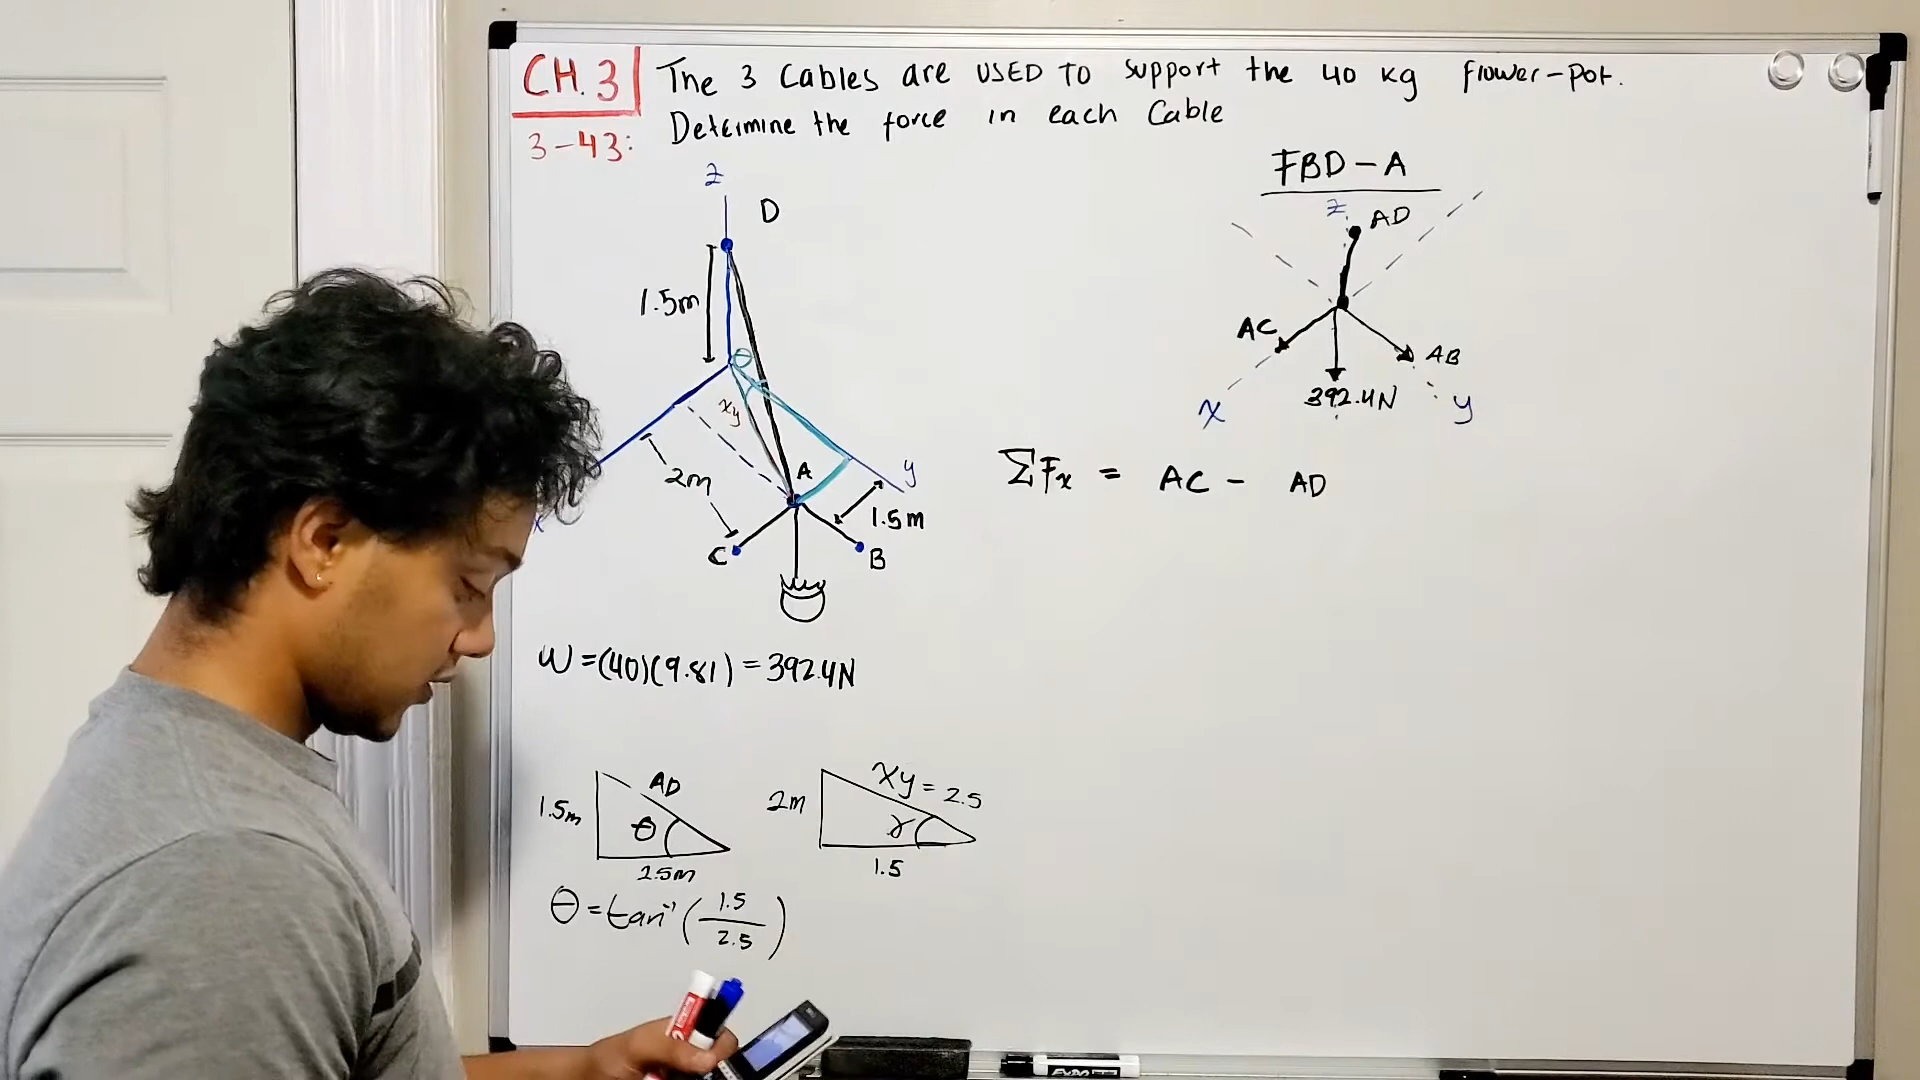 CH.3
The 3 Cables are USED TO support the 40 kg flower-pot.
3-43:
Determine the force in each Cable
z
D
1.5m
θ
xy
A
y
2m
1.5m
x
C
B
FBD-A
z
AD
AC
AB
392.4N
x
y
ΣFx = AC - AD
W=(40)(9.81)=392.4N
AD
1.5m
θ
2.5m
xy = 2.5
2m
γ
1.5
θ=tan⁻¹(1.5/2.5)
EXPO